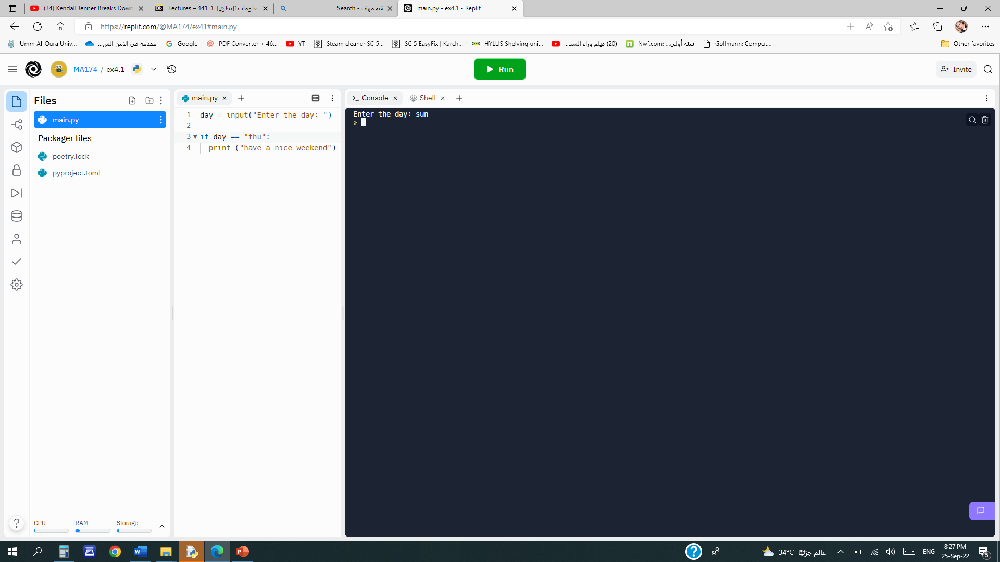 (34) Kendall Jenner Breaks Down
Lectures – 441_1_[نظري]1علومات
Search - قثحمهف
main.py - ex4.1 - Replit
https://replit.com/@MA174/ex41#main.py
Umm Al-Qura Univ...
مقدمة في الامن الس...
Google
PDF Converter + 46...
YT
Steam cleaner SC 5...
SC 5 EasyFix | Kärch...
HYLLIS Shelving uni...
(20) فيلم وراء الشم...
Nwf.com: سنة أولى...
Gollmann: Comput...
Other favorites
MA174 / ex4.1
Run
Invite
Files
main.py
Packager files
poetry.lock
pyproject.toml
CPU
RAM
Storage
main.py
1 day = input("Enter the day: ")
2
3 if day == "thu":
4 print ("have a nice weekend")
>_ Console
Shell
Enter the day: sun
34°C غائم جزئيًا
ENG
8:27 PM
25-Sep-22
5